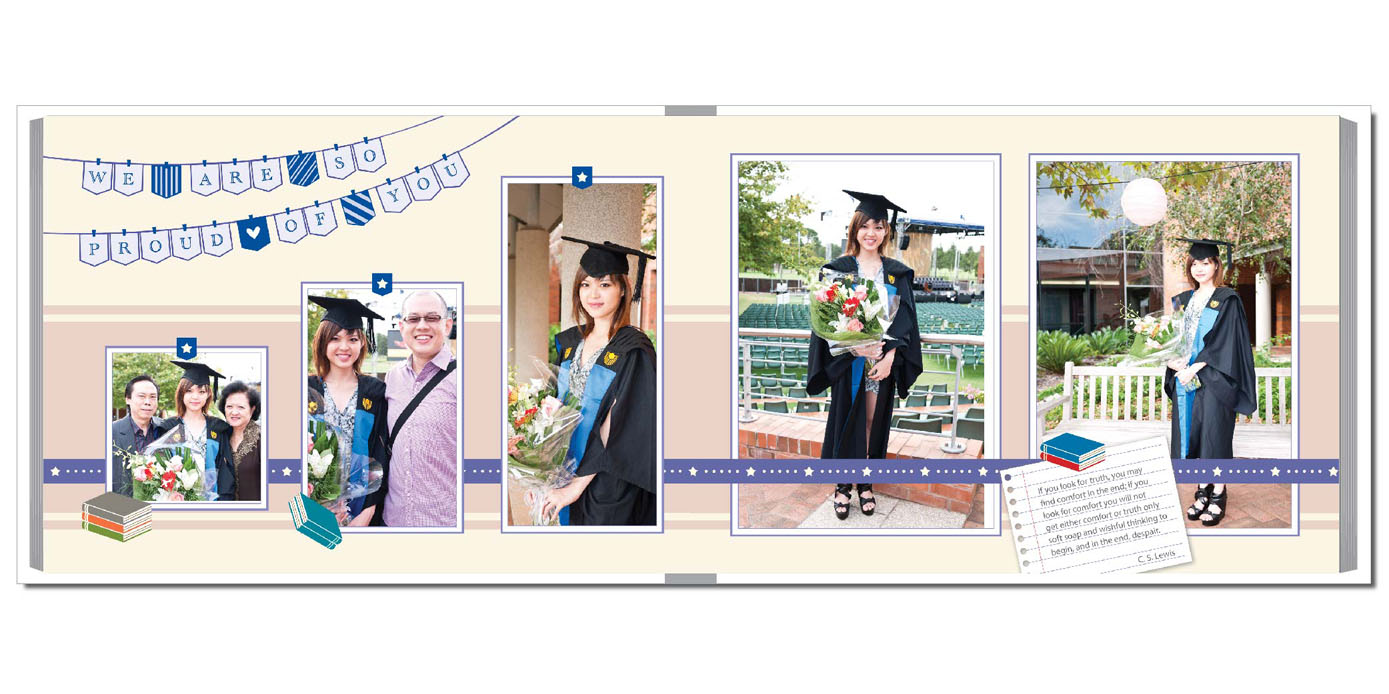 WE ARE SO
PROUD OF YOU
If you look for truth, you may
find comfort in the end; if you
look for comfort you will not
get either comfort or truth only
soft soap and wishful thinking to
begin, and in the end, despair.
C. S. Lewis